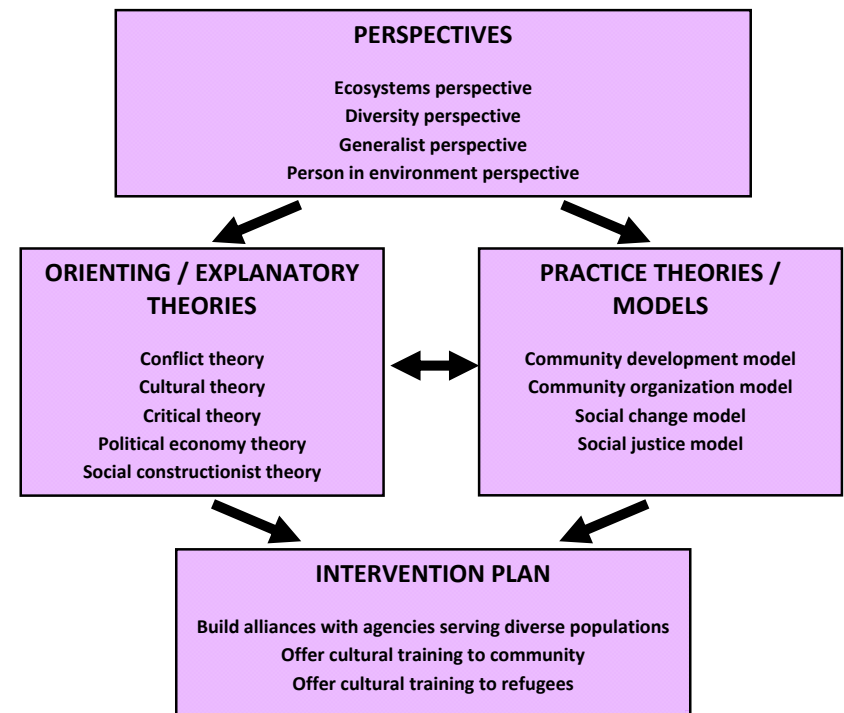 PERSPECTIVES
Ecosystems perspective
Diversity perspective
Generalist perspective
Person in environment perspective
ORIENTING / EXPLANATORY
THEORIES
Conflict theory
Cultural theory
Critical theory
Political economy theory
Social constructionist theory
PRACTICE THEORIES /
MODELS
Community development model
Community organization model
Social change model
Social justice model
INTERVENTION PLAN
Build alliances with agencies serving diverse populations
Offer cultural training to community
Offer cultural training to refugees